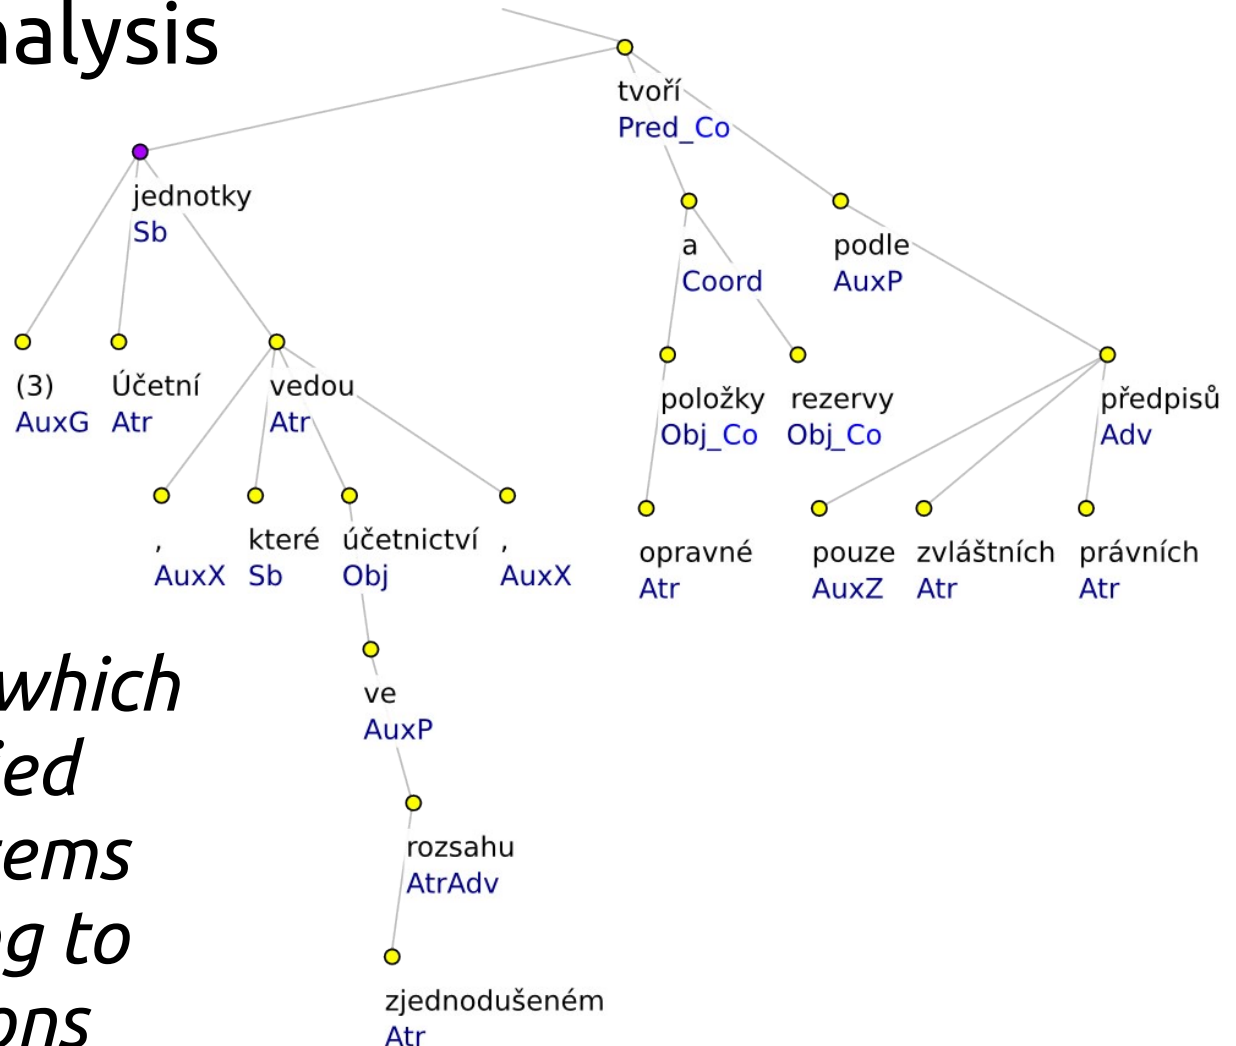 alysis
tvoří
Pred_Co
jednotky
Sb
a
Coord
podle
AuxP
(3)
AuxG
Účetní
Atr
vedou
Atr
položky
Obj_Co
rezervy
Obj_Co
předpisů
Adv
,
AuxX
které
Sb
účetnictví
Obj
,
AuxX
opravné
Atr
pouze
AuxZ
zvláštních
Atr
právních
Atr
ve
AuxP
rozsahu
AtrAdv
zjednodušeném
Atr
which
ied
ems
g to
ons